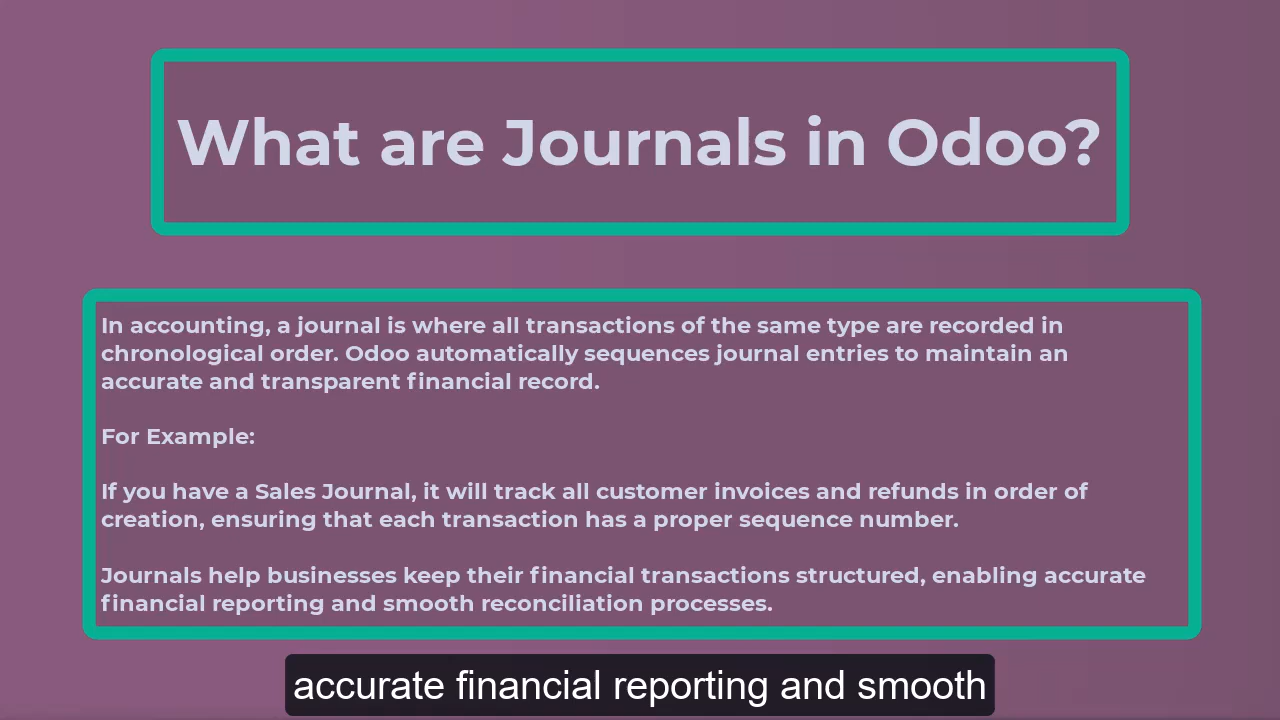 What are Journals in Odoo?
In accounting, a journal is where all transactions of the same type are recorded in
chronological order. Odoo automatically sequences journal entries to maintain an
accurate and transparent financial record.
For Example:
If you have a Sales Journal, it will track all customer invoices and refunds in order of
creation, ensuring that each transaction has a proper sequence number.
Journals help businesses keep their financial transactions structured, enabling accurate
financial reporting and smooth reconciliation processes.
accurate financial reporting and smooth